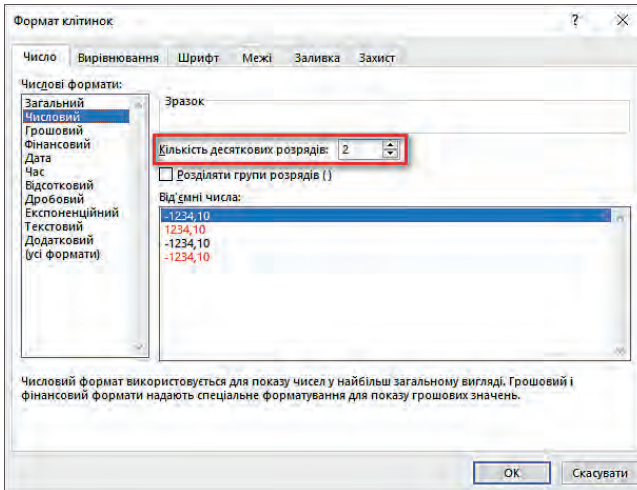 Формат клітинок
? ×
Число Вирівнювання Шрифт Межі Заливка Захист
Числові формати:
Загальний
Числовий
Грошовий
Фінансовий
Дата
Час
Відсотковий
Дробовий
Експоненційний
Текстовий
Додатковий
(усі формати)
Зразок
Кількість десяткових розрядів: 2
Розділяти групи розрядів ( )
Від'ємні числа:
-1234,10
1234,10
-1234,10
-1234,10
Числовий формат використовується для показу чисел у найбільш загальному вигляді. Грошовий і
фінансовий формати надають спеціальне форматування для показу грошових значень.
OK Скасувати